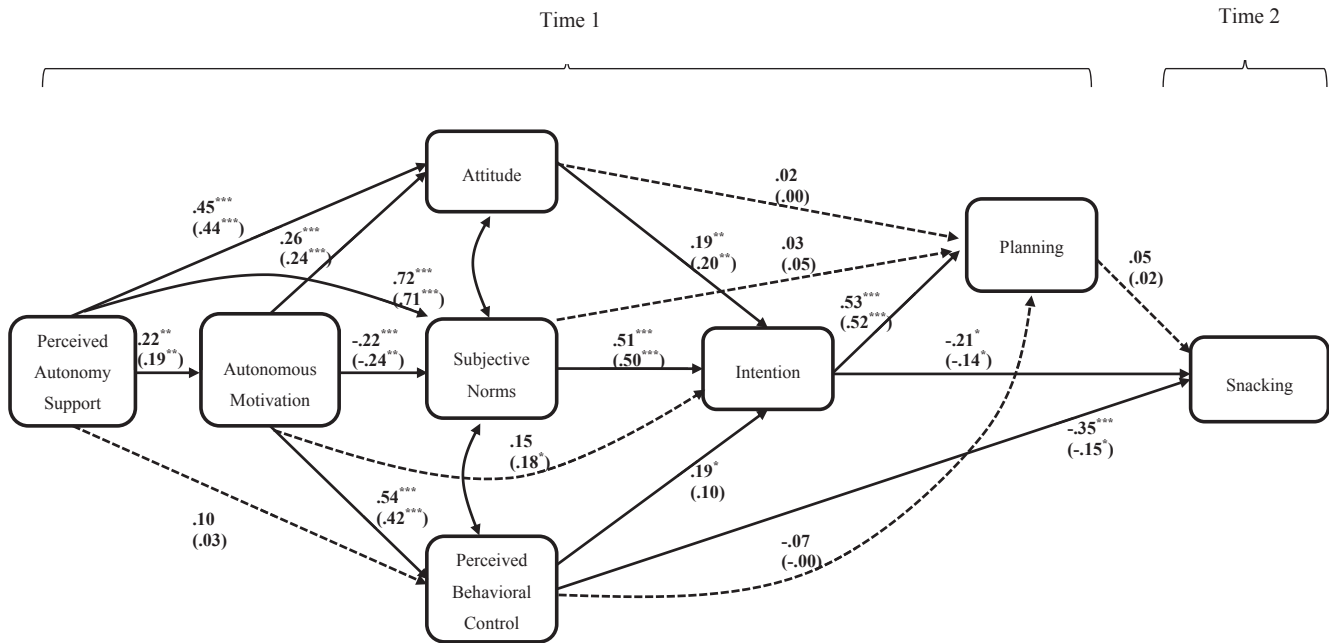 Time 1
Time 2
Attitude
.45***
(.44***)
.26***
(.24***)
.02
(.00)
.19**
(.20**)
.03
(.05)
Planning
.05
(.02)
.72***
(.71***)
.53***
(.52***)
Perceived
Autonomy
Support
.22**
(.19**)
Autonomous
Motivation
-.22***
(-.24**)
Subjective
Norms
.51***
(.50***)
Intention
-.21*
(-.14*)
Snacking
.15
(.18*)
-.35***
(-.15*)
.19*
(.10)
.54***
(.42***)
.10
(.03)
-.07
(-.00)
Perceived
Behavioral
Control